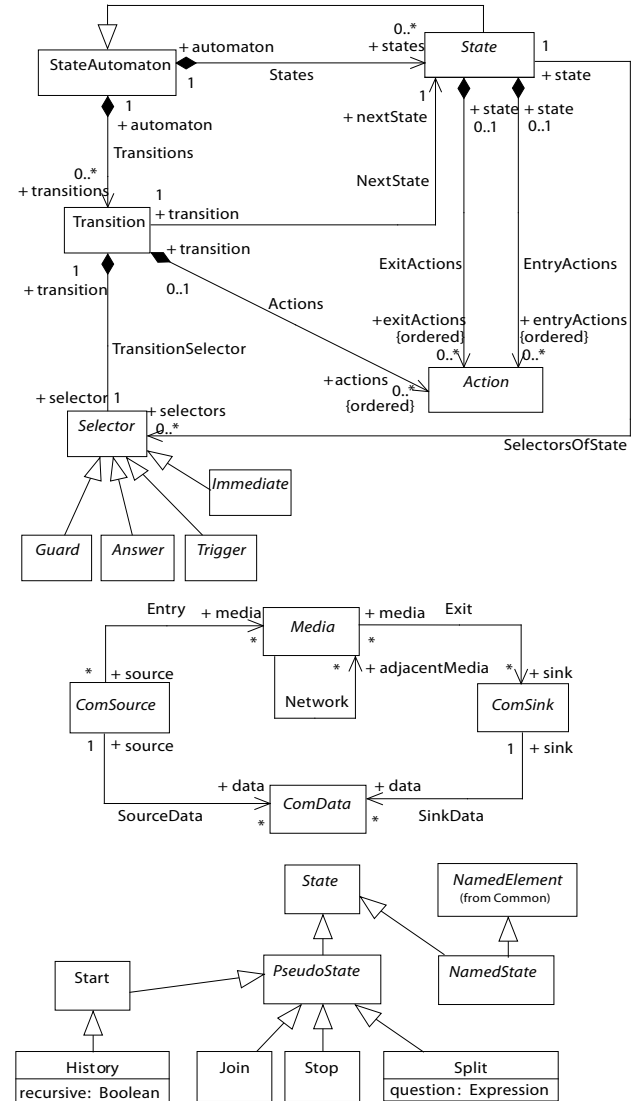 + automaton
0..*
+ states
State
1
StateAutomaton
1
States
+ state
1
+ automaton
1
+ nextState
+ state
0..1
+ state
0..1
Transitions
0..*
+ transitions
NextState
1
+ transition
Transition
+ transition
1
+ transition
0..1
ExitActions
EntryActions
Actions
+exitActions
{ordered}
0..*
+ entryActions
{ordered}
0..*
TransitionSelector
+actions
0..*
{ordered}
Action
+ selector
1
+ selectors
0..*
Selector
SelectorsOfState
Immediate
Guard
Answer
Trigger
Entry
+ media
*
Media
+ media
*
Exit
*
+ source
*
+ adjacentMedia
*
+ sink
ComSource
Network
ComSink
1
+ source
1
+ sink
+ data
*
SourceData
ComData
+ data
*
SinkData
State
NamedElement
(from Common)
Start
PseudoState
NamedState
History
recursive: Boolean
Join
Stop
Split
question: Expression